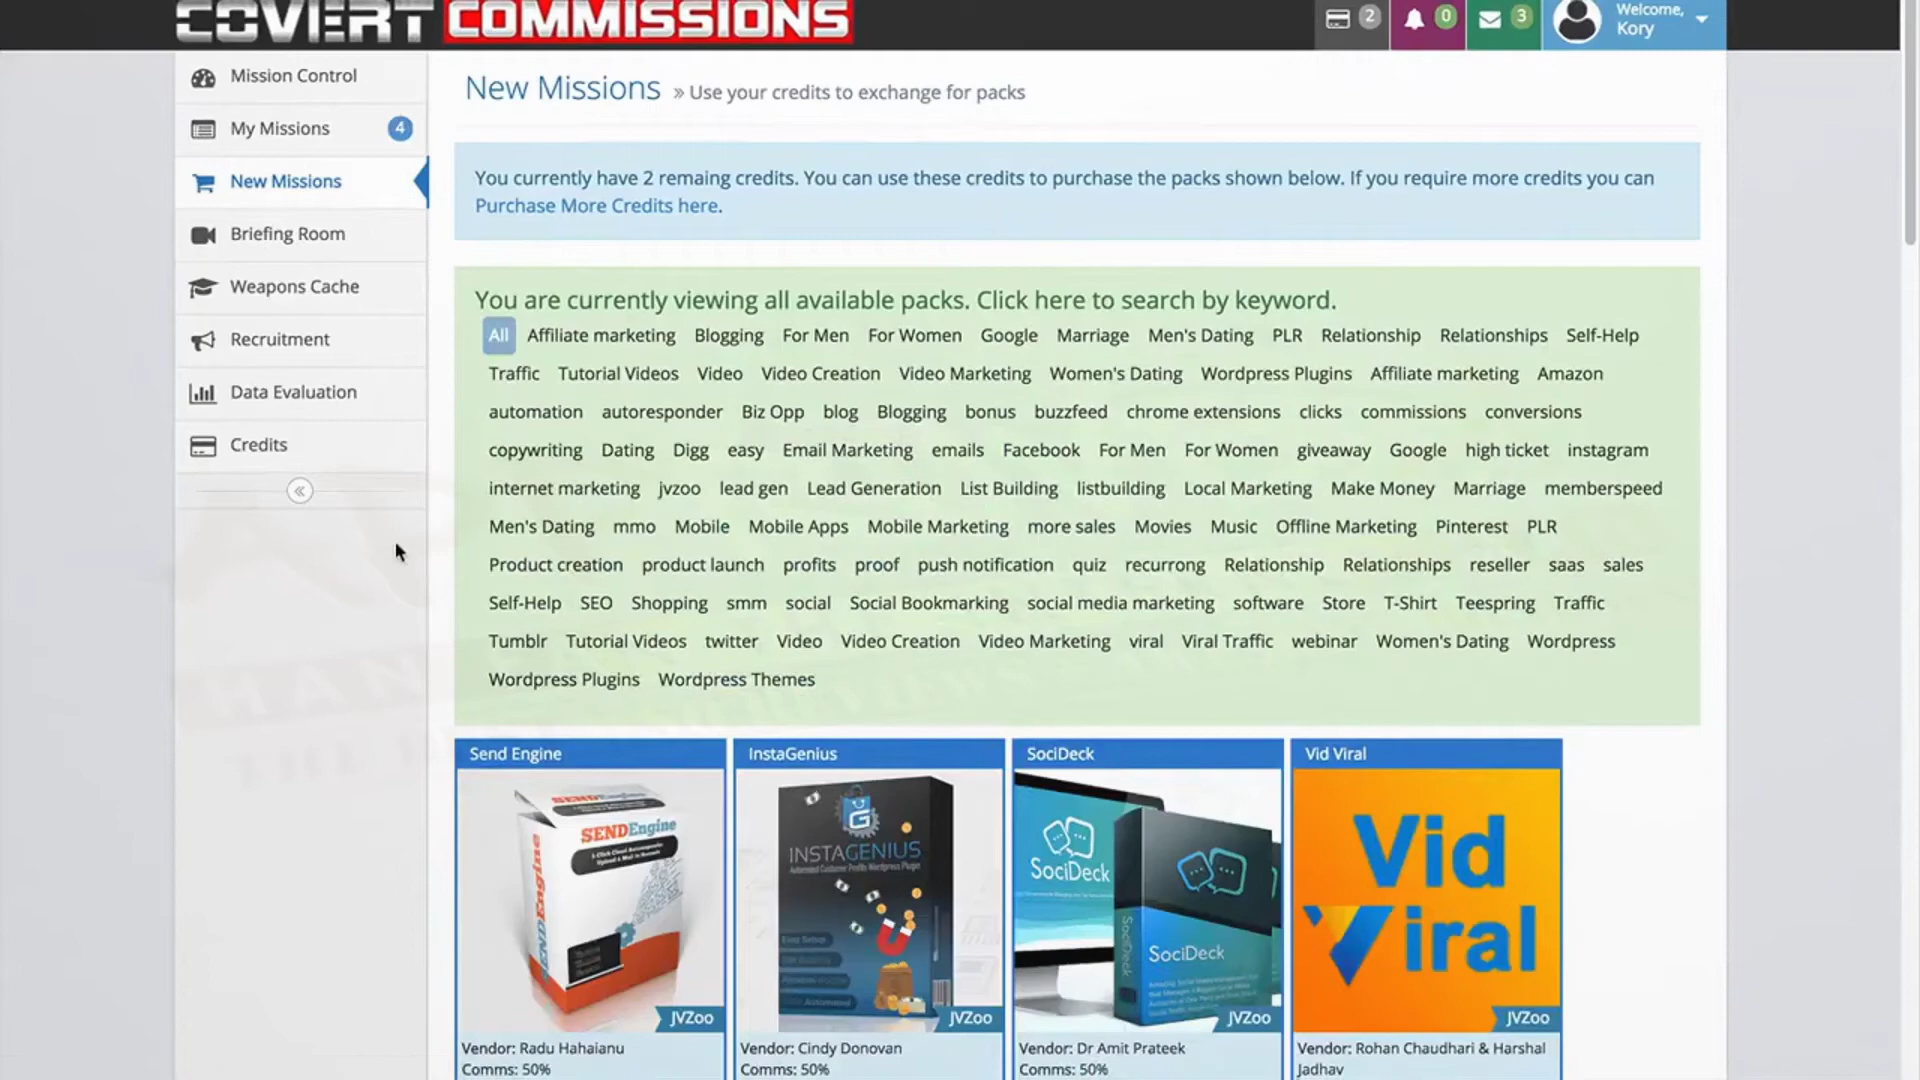 COVERT COMMISSIONS
2
0
3
Welcome,
Kory
Mission Control
My Missions 4
New Missions
Briefing Room
Weapons Cache
Recruitment
Data Evaluation
Credits
New Missions » Use your credits to exchange for packs
You currently have 2 remaing credits. You can use these credits to purchase the packs shown below. If you require more credits you can
Purchase More Credits here.
You are currently viewing all available packs. Click here to search by keyword.
All Affiliate marketing Blogging For Men For Women Google Marriage Men's Dating PLR Relationship Relationships Self-Help
Traffic Tutorial Videos Video Video Creation Video Marketing Women's Dating Wordpress Plugins Affiliate marketing Amazon
automation autoresponder Biz Opp blog Blogging bonus buzzfeed chrome extensions clicks commissions conversions
copywriting Dating Digg easy Email Marketing emails Facebook For Men For Women giveaway Google high ticket instagram
internet marketing jvzoo lead gen Lead Generation List Building listbuilding Local Marketing Make Money Marriage memberspeed
Men's Dating mmo Mobile Mobile Apps Mobile Marketing more sales Movies Music Offline Marketing Pinterest PLR
Product creation product launch profits proof push notification quiz recurrong Relationship Relationships reseller saas sales
Self-Help SEO Shopping smm social Social Bookmarking social media marketing software Store T-Shirt Teespring Traffic
Tumblr Tutorial Videos twitter Video Video Creation Video Marketing viral Viral Traffic webinar Women's Dating Wordpress
Wordpress Plugins Wordpress Themes
Send Engine
SENDEngine
SENDEngine
JVZoo
Vendor: Radu Hahaianu
Comms: 50%
InstaGenius
INSTAGENIUS
Automated Customer Profits Wordpress Plugin
JVZoo
Vendor: Cindy Donovan
Comms: 50%
SociDeck
SociDeck
SociDeck
SociDeck
JVZoo
Vendor: Dr Amit Prateek
Comms: 50%
Vid Viral
Vid
Viral
JVZoo
Vendor: Rohan Chaudhari & Harshal
Jadhav